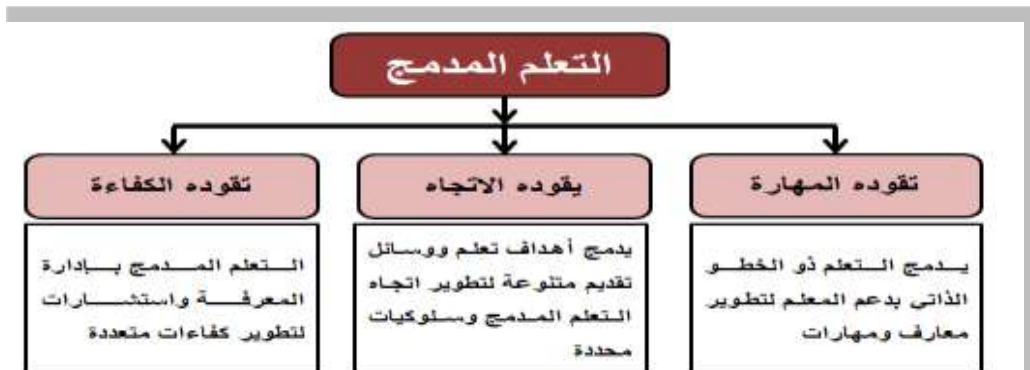 التعلم المدمج
تقوده المهارة
يدمج التعلم ذو الخطو
الذاتي بدعم المعلم لتطوير
معارف ومهارات
يقوده الاتجاه
يدمج أهداف تعلم ووسائل
تقديم متنوعة لتطوير اتجاه
التعلم المدمج وسلوكيات
محددة
تقوده الكفاءة
التعلم المدمج بإدارة
المعرفة واستشارات
لتطوير كفاءات متعددة